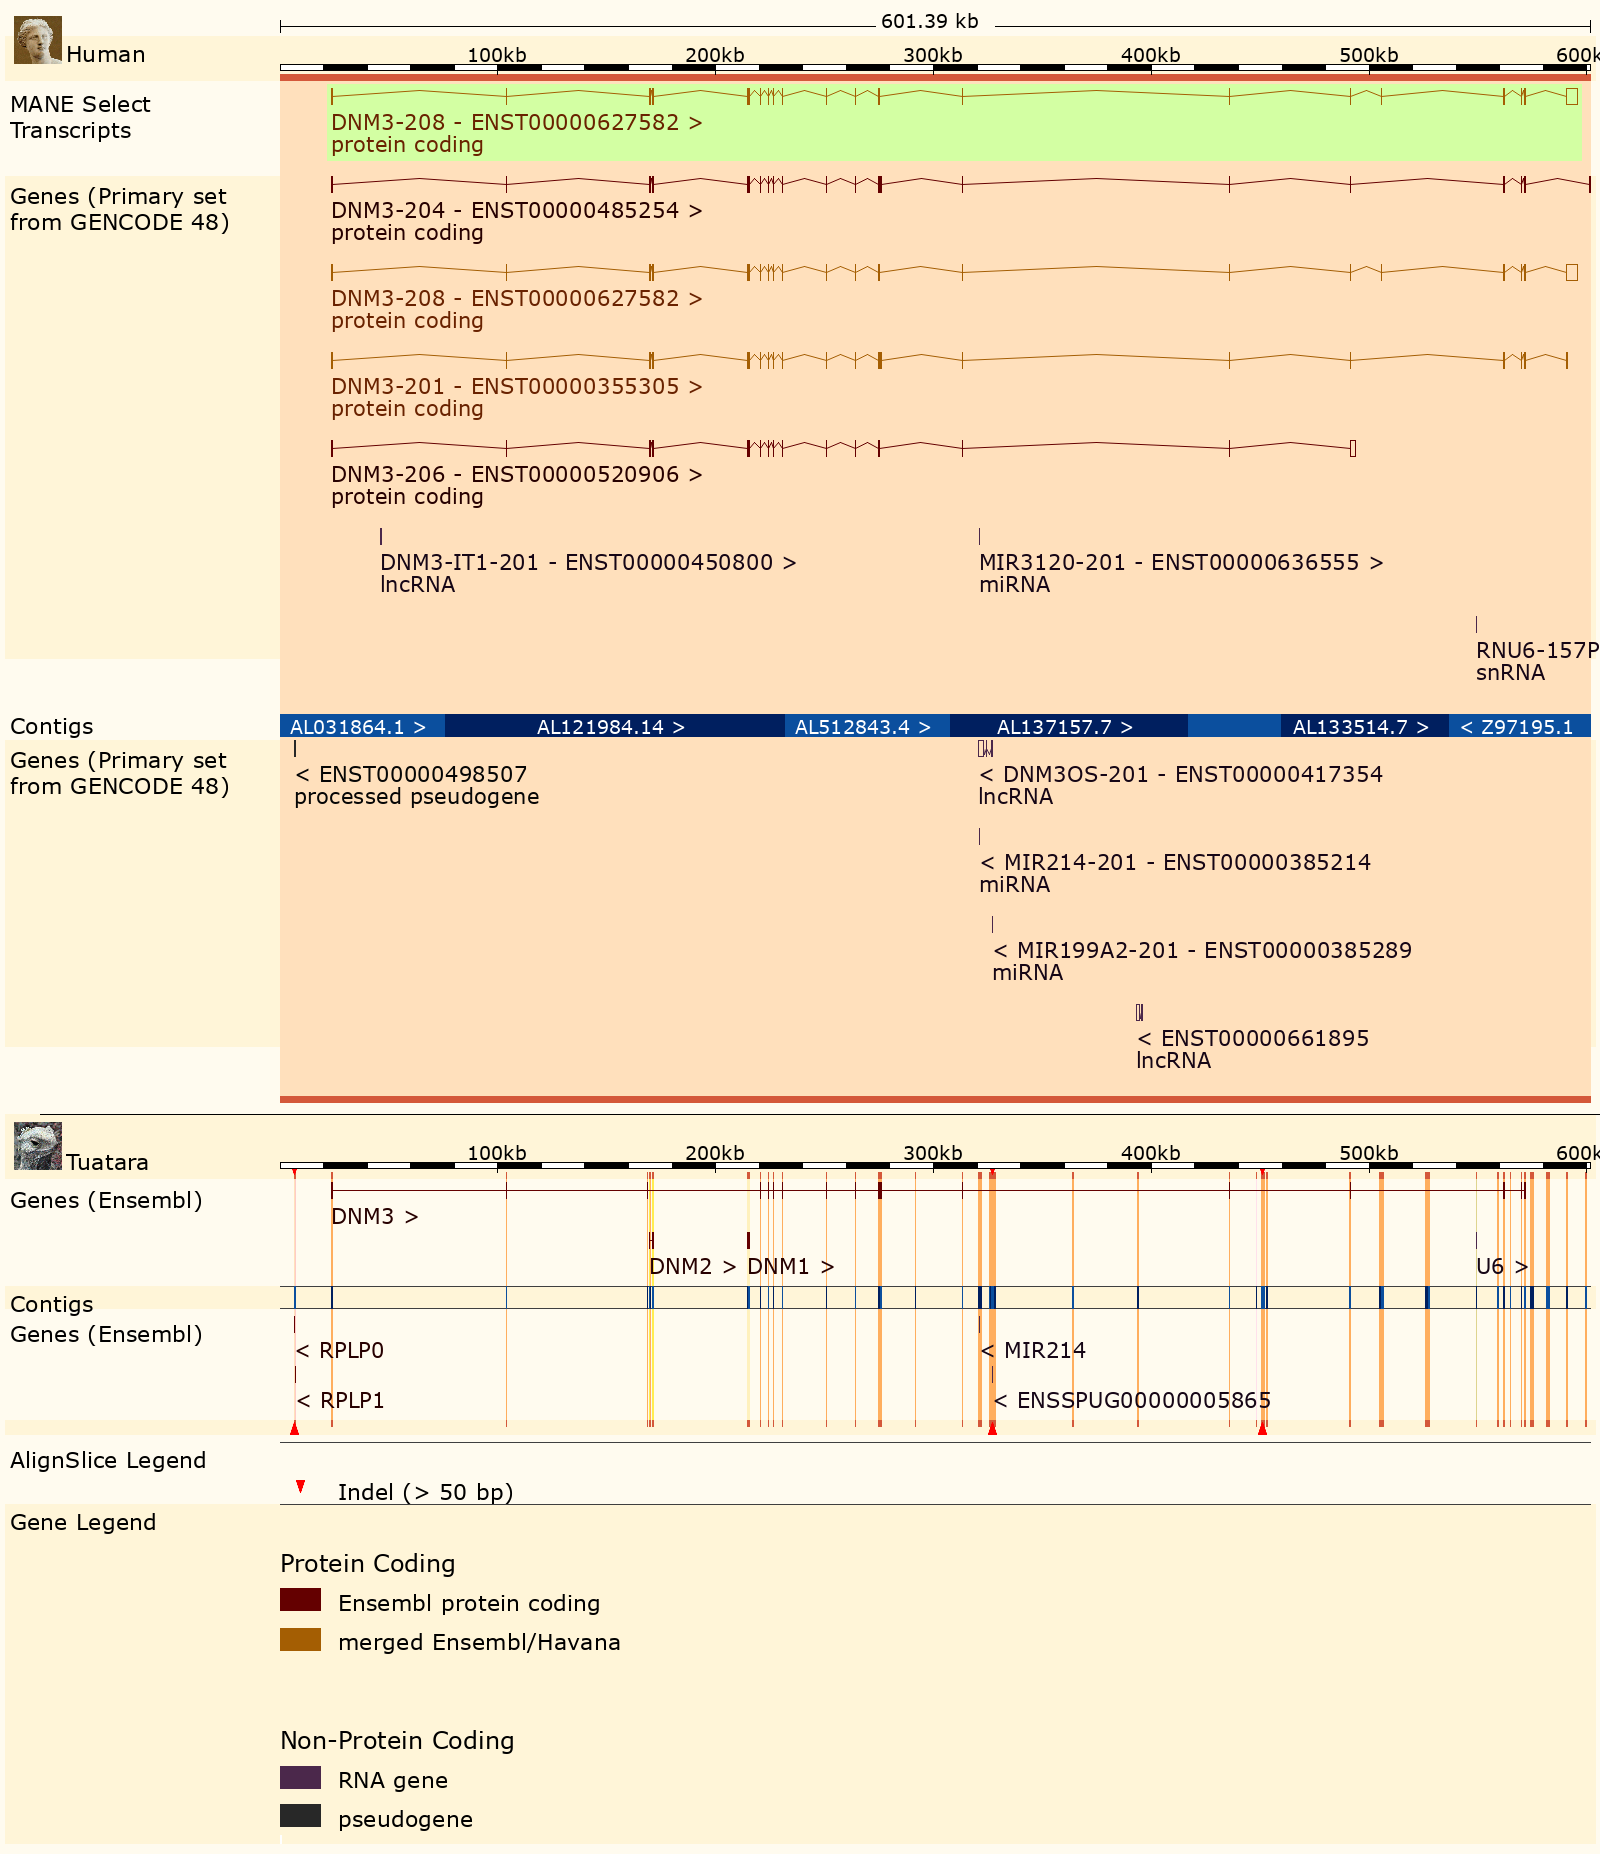 601.39 kb
Human
100kb 200kb 300kb 400kb 500kb 600k
MANE Select
Transcripts
DNM3-208 - ENST00000627582 >
protein coding
Genes (Primary set
from GENCODE 48)
DNM3-204 - ENST00000485254 >
protein coding
DNM3-208 - ENST00000627582 >
protein coding
DNM3-201 - ENST00000355305 >
protein coding
DNM3-206 - ENST00000520906 >
protein coding
DNM3-IT1-201 - ENST00000450800 > MIR3120-201 - ENST00000636555 >
lncRNA miRNA
RNU6-157P
snRNA
Contigs
AL031864.1 > AL121984.14 > AL512843.4 > AL137157.7 > AL133514.7 > < Z97195.1
Genes (Primary set
from GENCODE 48)
< ENST00000498507 < DNM3OS-201 - ENST00000417354
processed pseudogene lncRNA
< MIR214-201 - ENST00000385214
miRNA
< MIR199A2-201 - ENST00000385289
miRNA
< ENST00000661895
lncRNA
Tuatara
100kb 200kb 300kb 400kb 500kb 600k
Genes (Ensembl)
DNM3 >
DNM2 > DNM1 > U6 >
Contigs
Genes (Ensembl)
< RPLP0 < MIR214
< RPLP1 < ENSSPUG00000005865
AlignSlice Legend
Indel (> 50 bp)
Gene Legend
Protein Coding
Ensembl protein coding
merged Ensembl/Havana
Non-Protein Coding
RNA gene
pseudogene